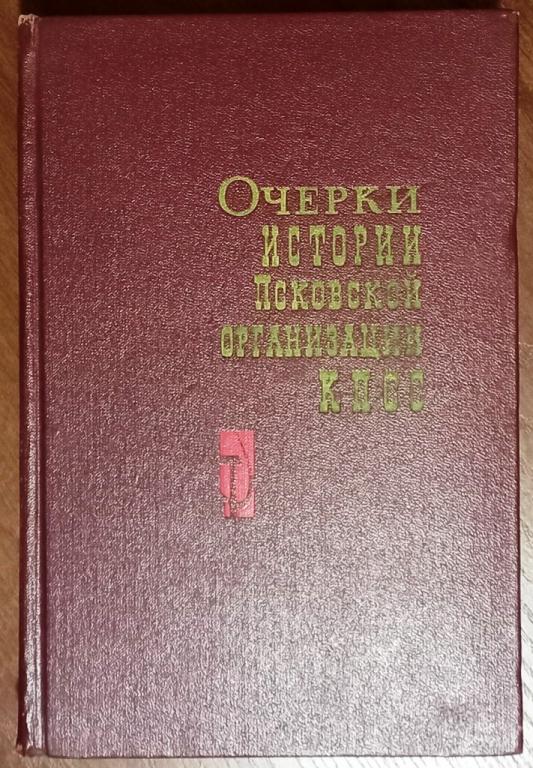 Очерки
истории
Псковской
организации
КПСС